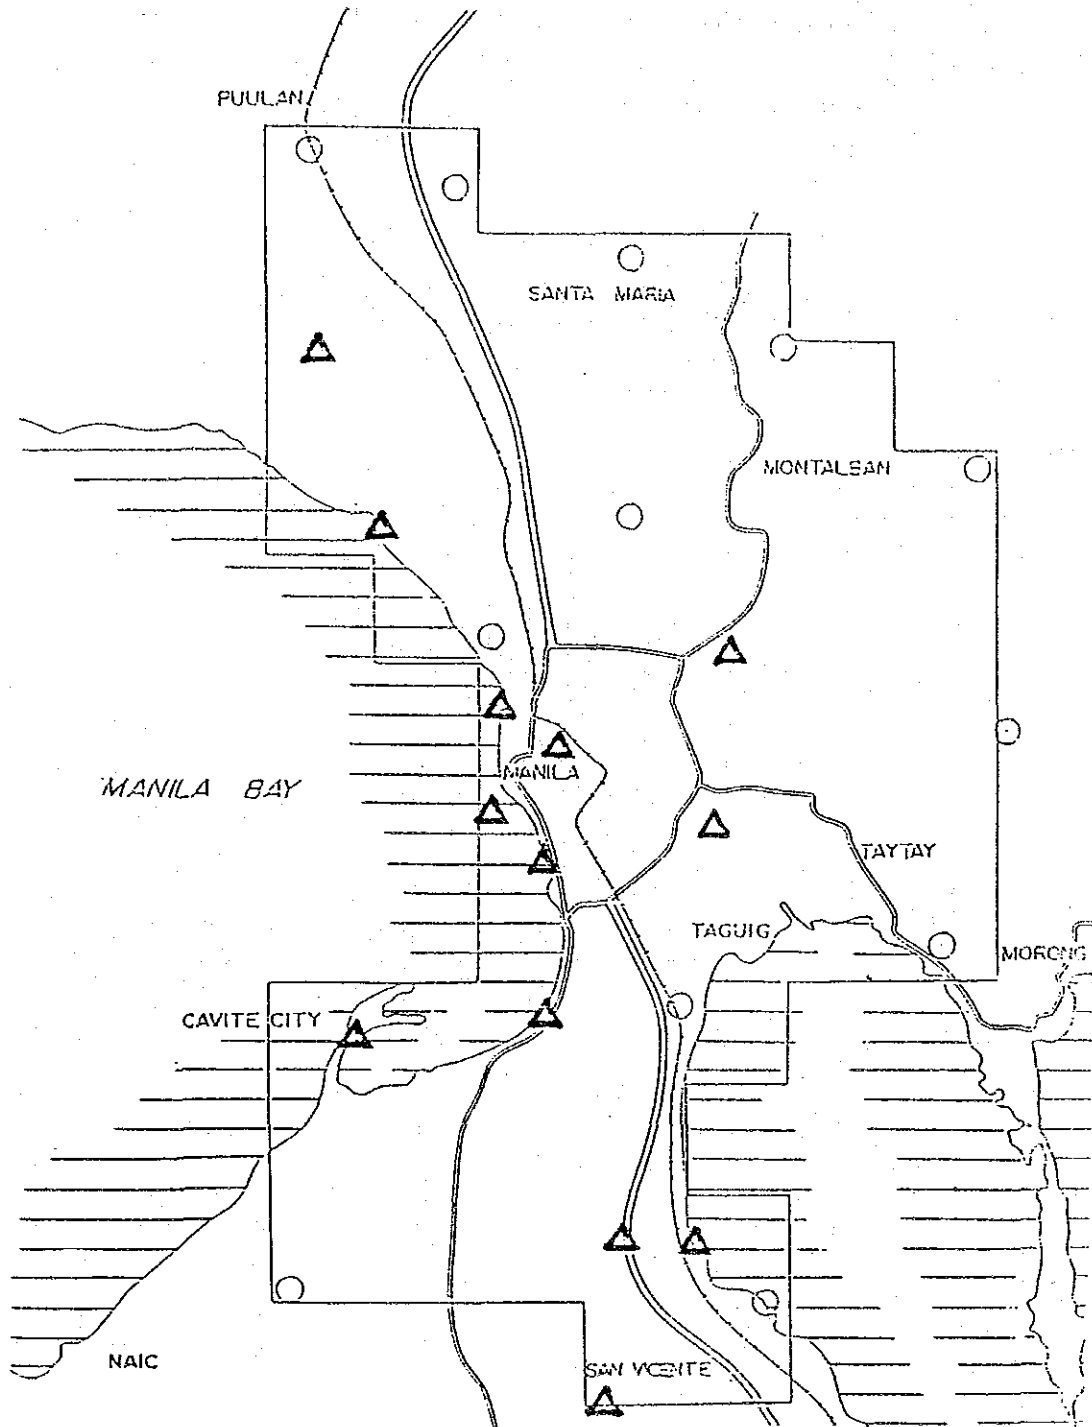 PUULAN
SANTA MARIA
MONTALBAN
MANILA BAY
MANILA
TAYTAY
TAGUIG
MORONG
CAVITE CITY
NAIC
SAN VICENTE